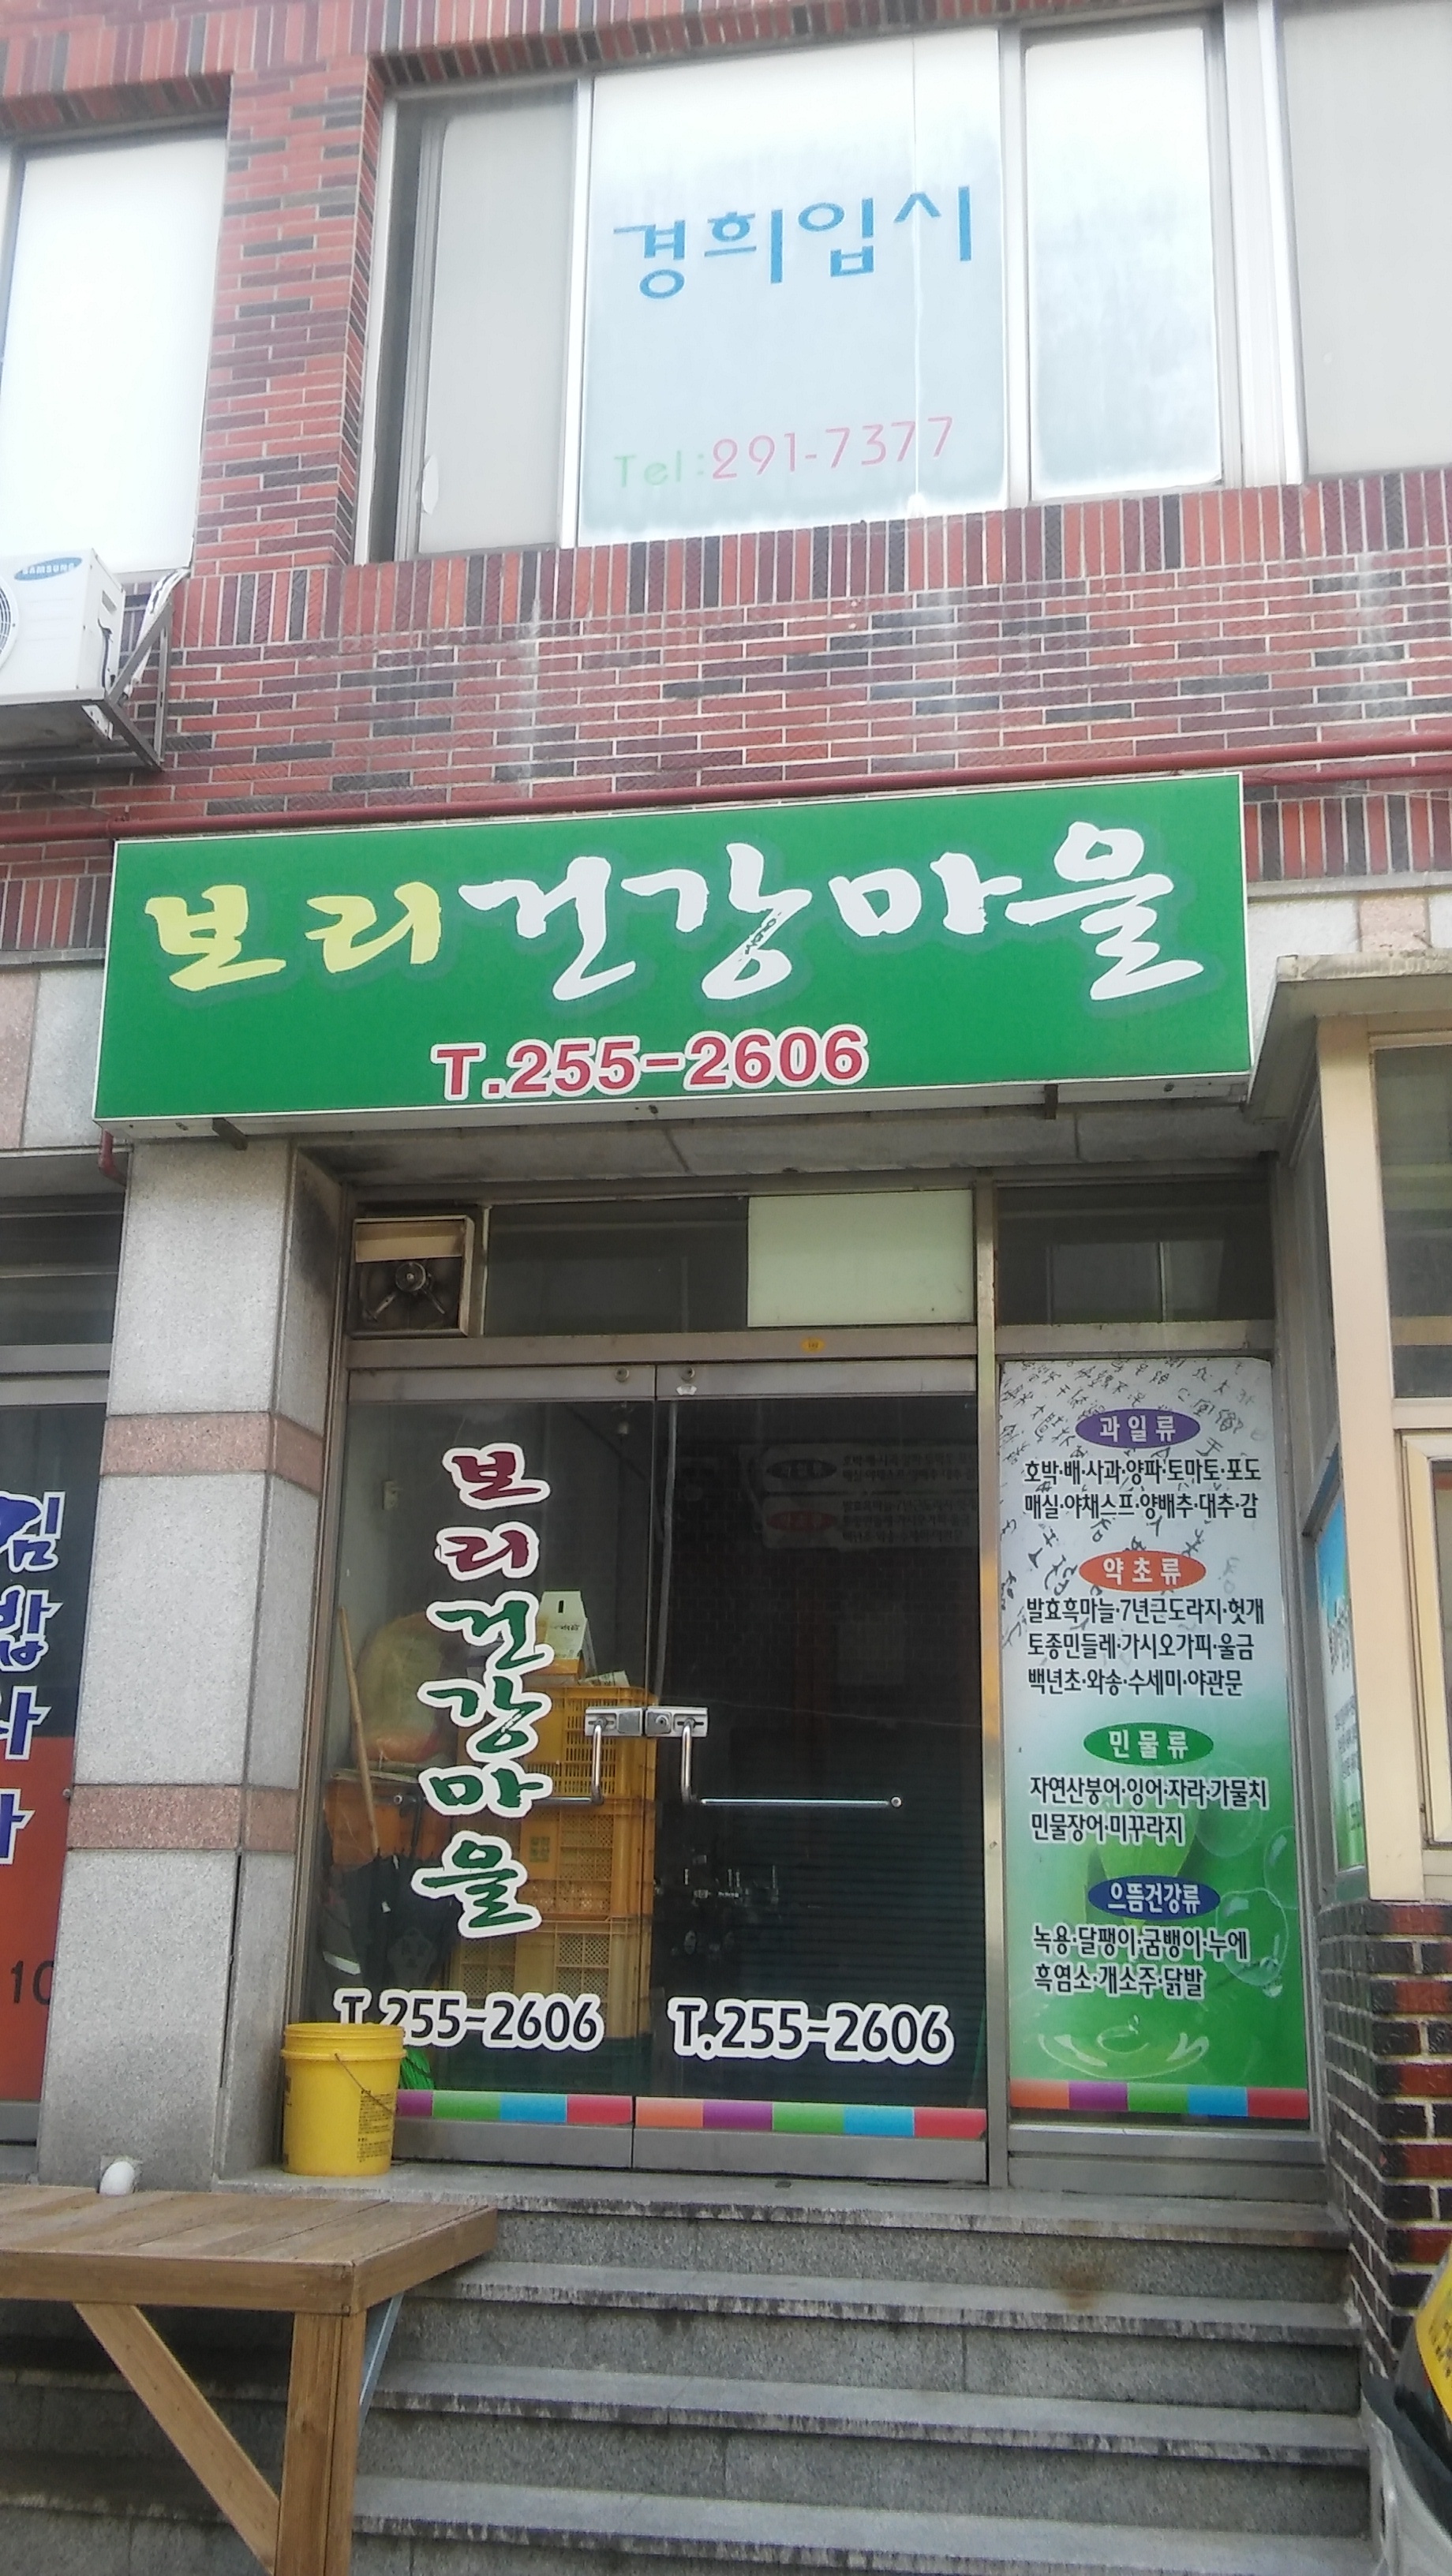 경희입시
Tel:291-7377
SAMSUNG
보리건강마을
T.255-2606
보리건강마을
T.255-2606
T.255-2606
과일류
호박·배·사과·양파·토마토·포도
매실·야채스프·양배추·대추·감
약초류
발효흑마늘·7년근도라지·헛개
토종민들레·가시오가피·울금
백년초·와송·수세미·야관문
민물류
자연산붕어·잉어·자라·가물치
민물장어·미꾸라지
으뜸건강류
녹용·달팽이·굼뱅이·누에
흑염소·개소주·닭발
김밥나라
10